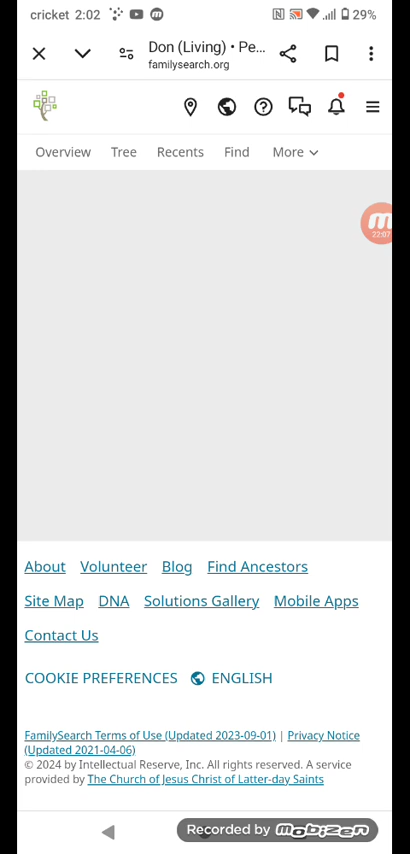 cricket 2:02 29%
Don (Living) • Pe...
familysearch.org
Overview Tree Recents Find More
22:07
About Volunteer Blog Find Ancestors
Site Map DNA Solutions Gallery Mobile Apps
Contact Us
COOKIE PREFERENCES ENGLISH
FamilySearch Terms of Use (Updated 2023-09-01) | Privacy Notice
(Updated 2021-04-06)
© 2024 by Intellectual Reserve, Inc. All rights reserved. A service
provided by The Church of Jesus Christ of Latter-day Saints
Recorded by mobizen